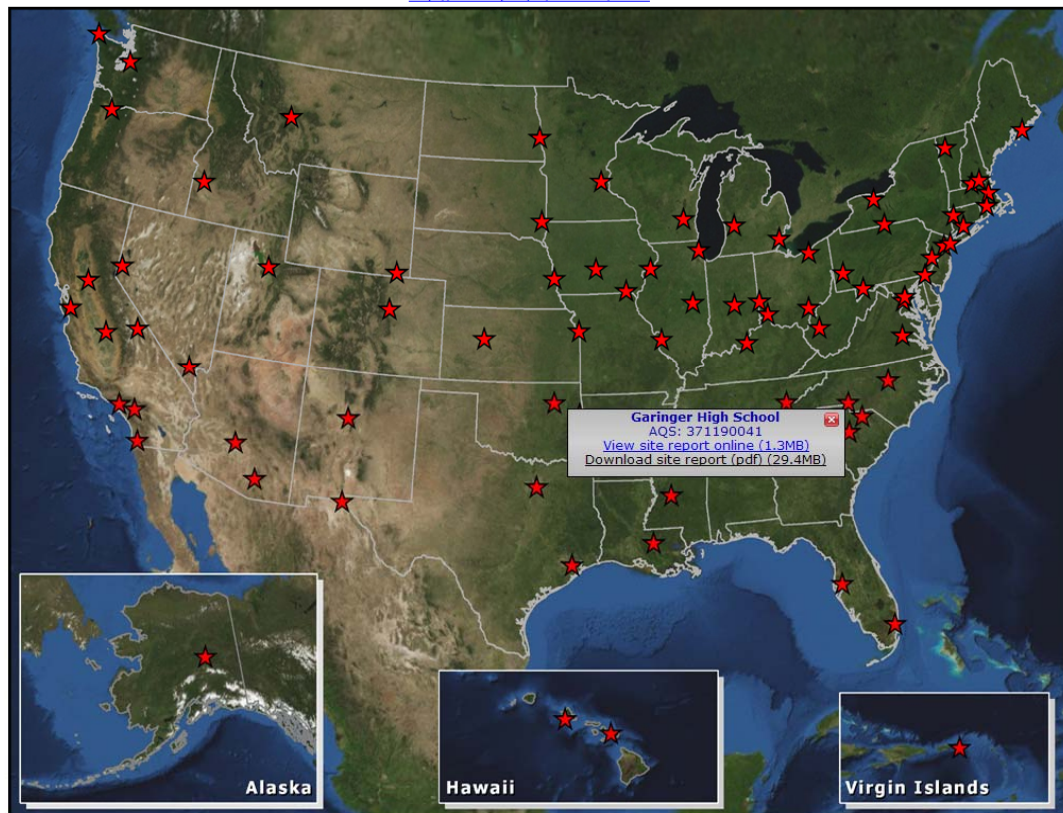 Garinger High School
AQS: 371190041
View site report online (1.3MB)
Download site report (pdf) (29.4MB)
Alaska
Hawaii
Virgin Islands